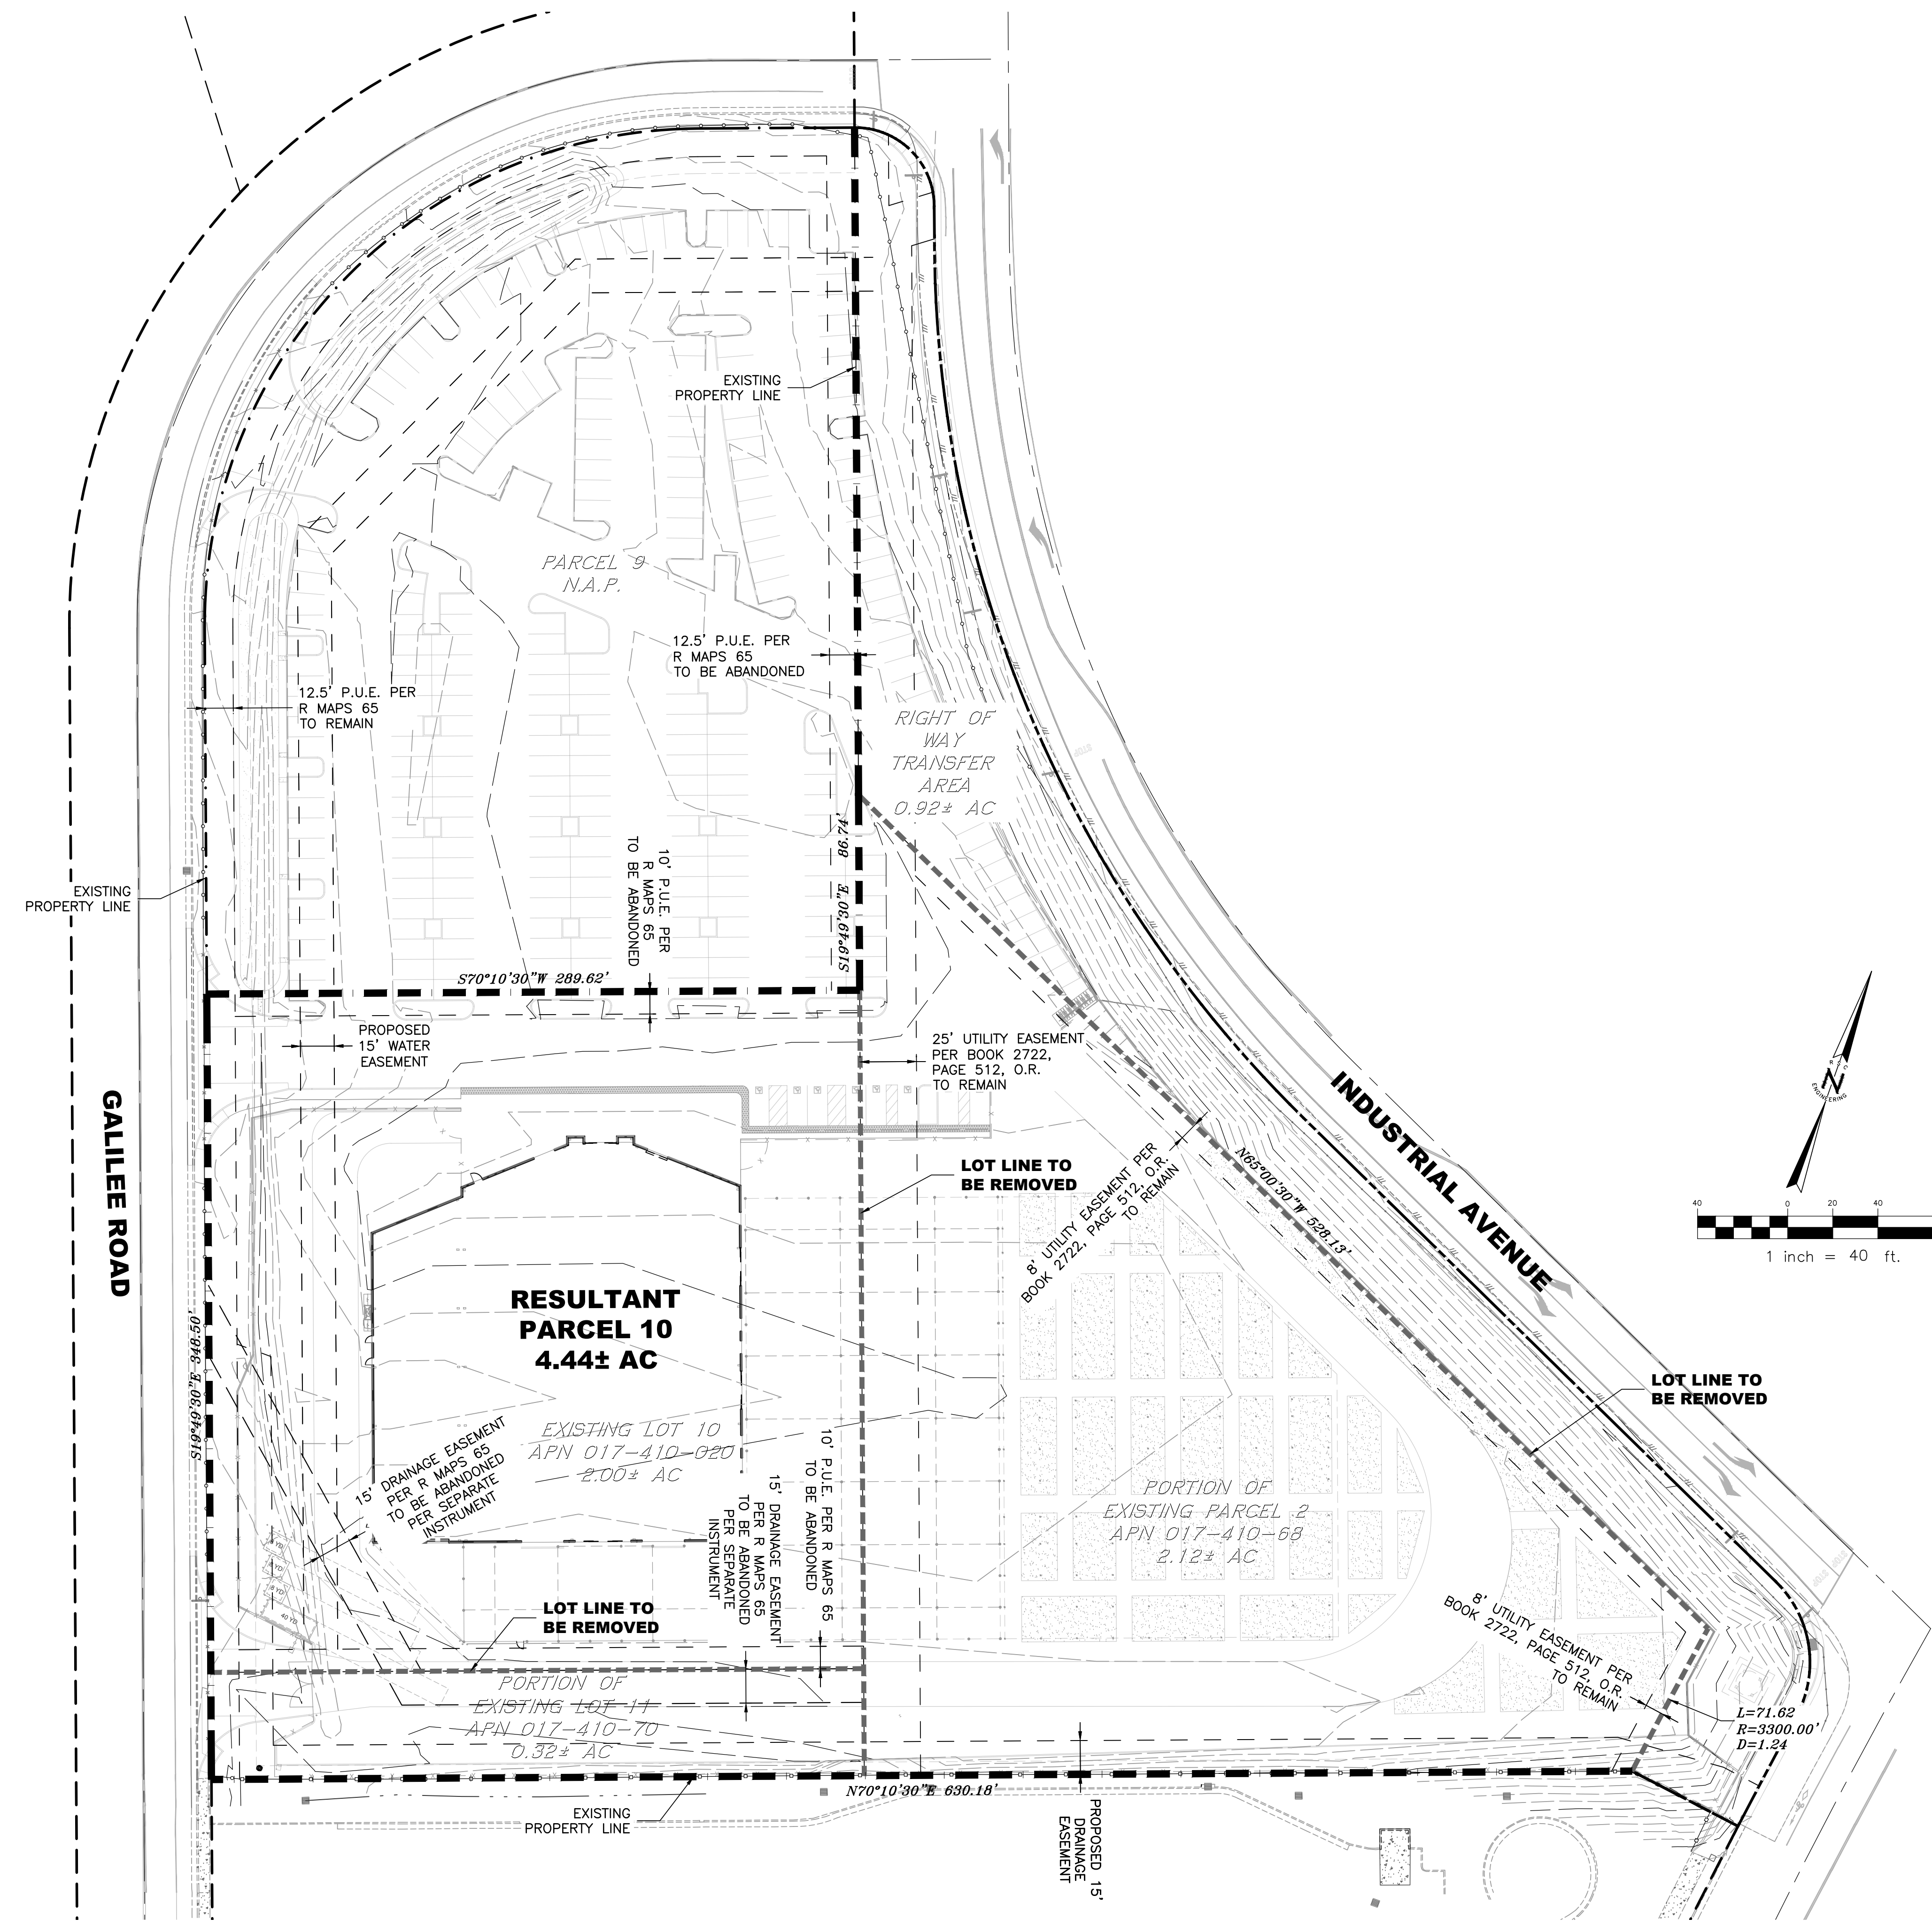 EXISTING
PROPERTY LINE
PARCEL 9
N.A.P.
12.5' P.U.E. PER
R MAPS 65
TO BE ABANDONED
12.5' P.U.E. PER
R MAPS 65
TO REMAIN
RIGHT OF
WAY
TRANSFER
AREA
0.92± AC
EXISTING
PROPERTY LINE
10' P.U.E. PER
R MAPS 65
TO BE ABANDONED
S19°49'30"E 86.74'
S70°10'30"W 289.62'
PROPOSED
15' WATER
EASEMENT
25' UTILITY EASEMENT
PER BOOK 2722,
PAGE 512, O.R.
TO REMAIN
GALILEE ROAD
INDUSTRIAL AVENUE
N
ENGINEERING
40 0 20 40
1 inch = 40 ft.
LOT LINE TO
BE REMOVED
8' UTILITY EASEMENT PER
BOOK 2722, PAGE 512, O.R.
TO REMAIN
N65°00'30"W 528.13'
RESULTANT
PARCEL 10
4.44± AC
S19°49'30"E 348.50'
LOT LINE TO
BE REMOVED
EXISTING LOT 10
APN 017-410-020
2.00± AC
15' DRAINAGE EASEMENT
PER R MAPS 65
TO BE ABANDONED
PER SEPARATE
INSTRUMENT
10' P.U.E. PER R MAPS 65
TO BE ABANDONED
15' DRAINAGE EASEMENT
PER R MAPS 65
TO BE ABANDONED
PER SEPARATE
INSTRUMENT
PORTION OF
EXISTING PARCEL 2
APN 017-410-68
2.12± AC
40 YD.
LOT LINE TO
BE REMOVED
8' UTILITY EASEMENT PER
BOOK 2722, PAGE 512, O.R.
TO REMAIN
PORTION OF
EXISTING LOT 11
APN 017-410-70
0.32± AC
L=71.62
R=3300.00'
D=1.24
N70°10'30"E 630.18'
EXISTING
PROPERTY LINE
PROPOSED 15'
DRAINAGE
EASEMENT